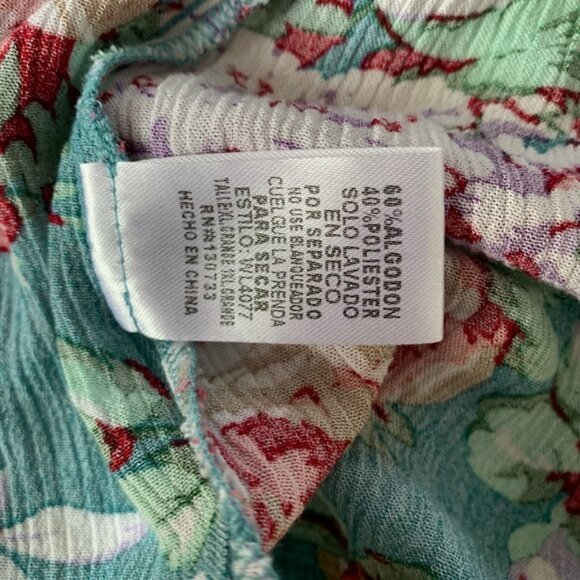 60%ALGODON
40%POLIESTER
SOLO LAVADO
EN SECO
POR SEPARADO
NO USE BLANQUEADOR
CUELGUE LA PRENDA
PARA SECAR
ESTILO: WL4077
TALLE/XL GRANDE 1XL GRANDE
RN#130733
HECHO EN CHINA